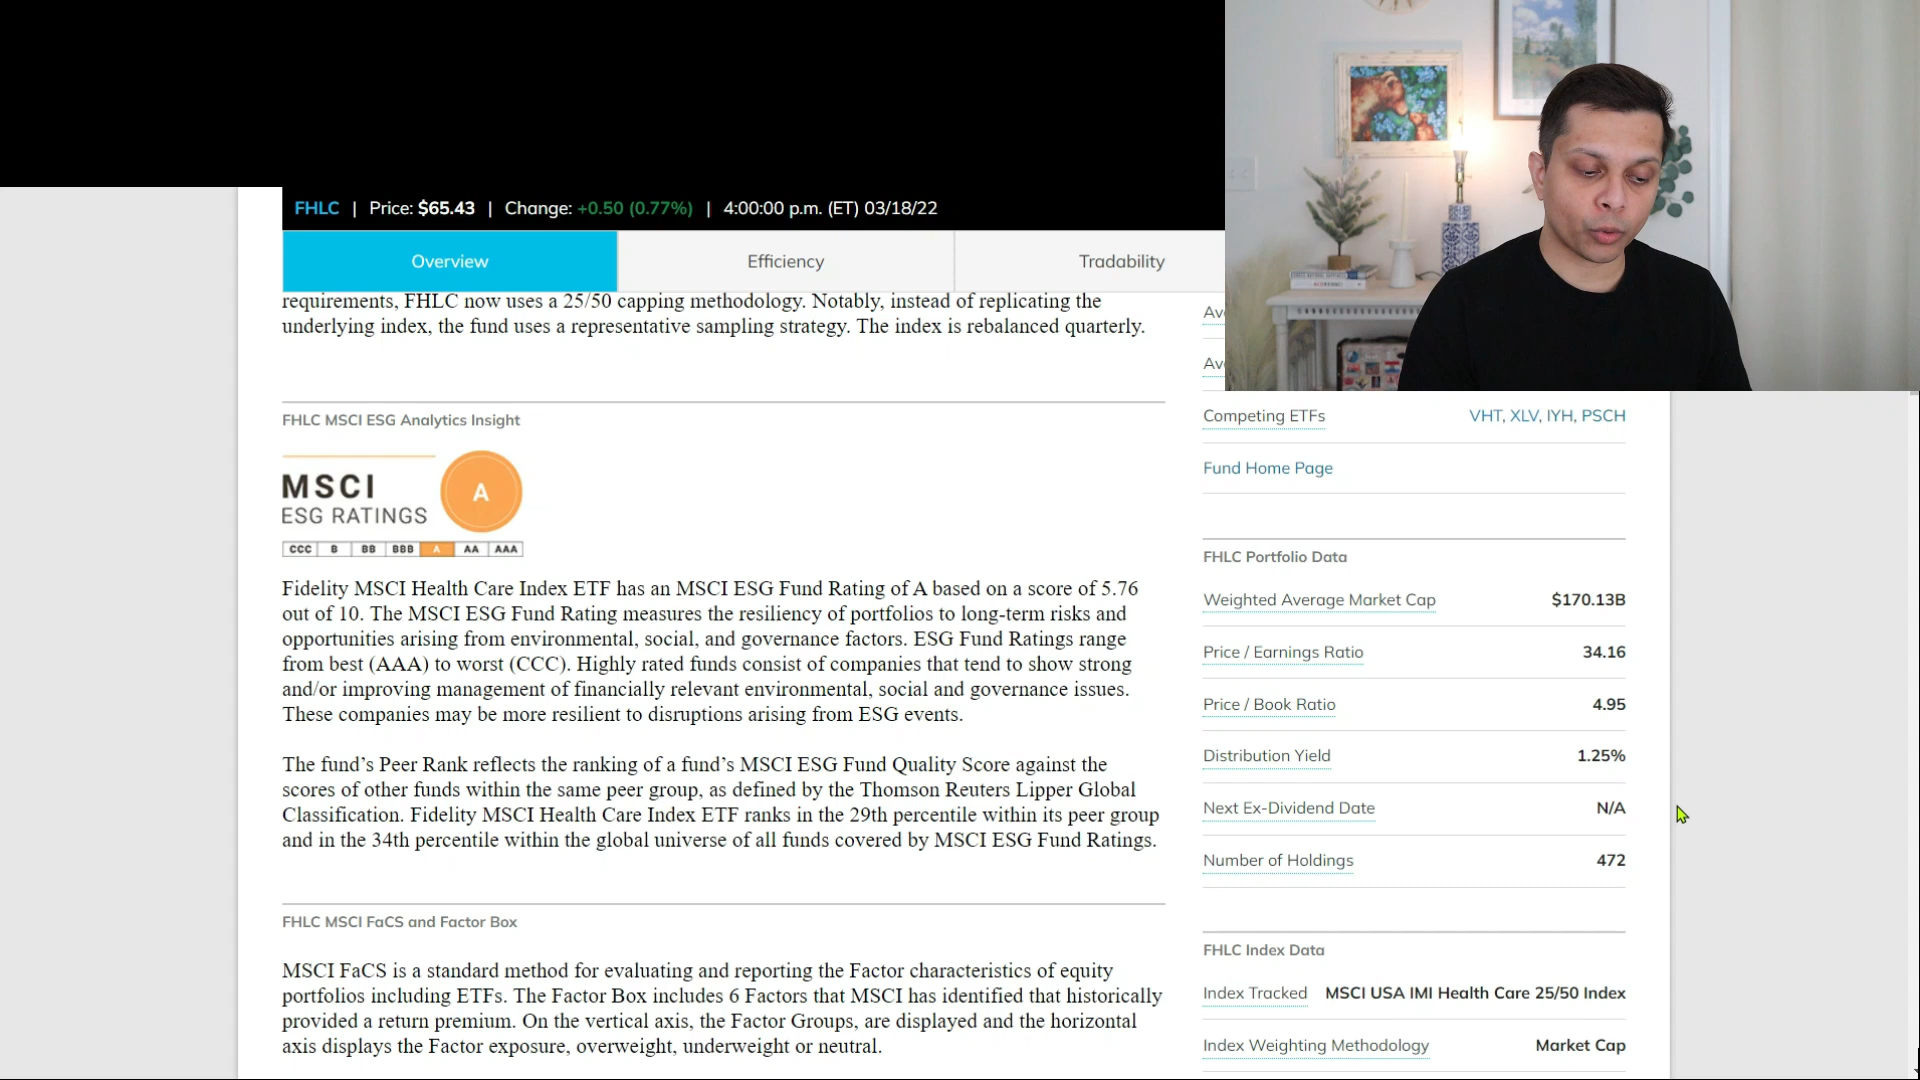 FHLC | Price: $65.43 | Change: +0.50 (0.77%) | 4:00:00 p.m. (ET) 03/18/22
Overview
Efficiency
Tradability
requirements, FHLC now uses a 25/50 capping methodology. Notably, instead of replicating the
underlying index, the fund uses a representative sampling strategy. The index is rebalanced quarterly.
FHLC MSCI ESG Analytics Insight
MSCI
ESG RATINGS
A
CCC B BB BBB A AA AAA
Fidelity MSCI Health Care Index ETF has an MSCI ESG Fund Rating of A based on a score of 5.76
out of 10. The MSCI ESG Fund Rating measures the resiliency of portfolios to long-term risks and
opportunities arising from environmental, social, and governance factors. ESG Fund Ratings range
from best (AAA) to worst (CCC). Highly rated funds consist of companies that tend to show strong
and/or improving management of financially relevant environmental, social and governance issues.
These companies may be more resilient to disruptions arising from ESG events.
The fund’s Peer Rank reflects the ranking of a fund’s MSCI ESG Fund Quality Score against the
scores of other funds within the same peer group, as defined by the Thomson Reuters Lipper Global
Classification. Fidelity MSCI Health Care Index ETF ranks in the 29th percentile within its peer group
and in the 34th percentile within the global universe of all funds covered by MSCI ESG Fund Ratings.
FHLC MSCI FaCS and Factor Box
MSCI FaCS is a standard method for evaluating and reporting the Factor characteristics of equity
portfolios including ETFs. The Factor Box includes 6 Factors that MSCI has identified that historically
provided a return premium. On the vertical axis, the Factor Groups, are displayed and the horizontal
axis displays the Factor exposure, overweight, underweight or neutral.
Competing ETFs VHT, XLV, IYH, PSCH
Fund Home Page
FHLC Portfolio Data
Weighted Average Market Cap $170.13B
Price / Earnings Ratio 34.16
Price / Book Ratio 4.95
Distribution Yield 1.25%
Next Ex-Dividend Date N/A
Number of Holdings 472
FHLC Index Data
Index Tracked MSCI USA IMI Health Care 25/50 Index
Index Weighting Methodology Market Cap